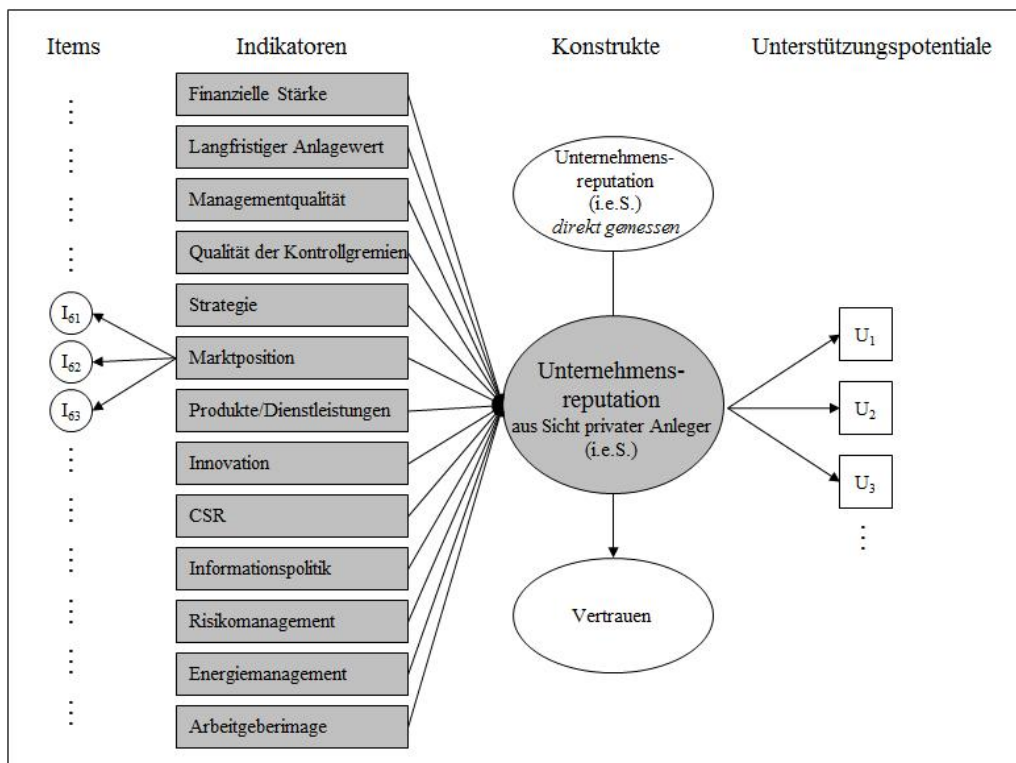 Items
Indikatoren
Konstrukte
Unterstützungspotentiale
Finanzielle Stärke
Langfristiger Anlagewert
Managementqualität
Qualität der Kontrollgremien
Strategie
Marktposition
Produkte/Dienstleistungen
Innovation
CSR
Informationspolitik
Risikomanagement
Energiemanagement
Arbeitgeberimage
I61
I62
I63
Unternehmens-
reputation
(i.e.S.)
direkt gemessen
Unternehmens-
reputation
aus Sicht privater Anleger
(i.e.S.)
Vertrauen
U1
U2
U3